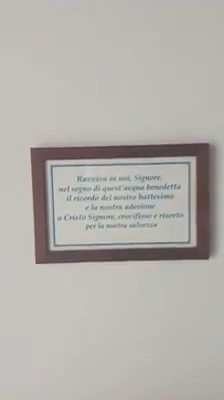 Ravviva in noi, Signore,
nel segno di quest'acqua benedetta
il ricordo del nostro battesimo
e la nostra adesione
a Cristo Signore, crocifisso e risorto
per la nostra salvezza